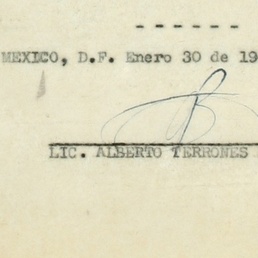 MEXICO, D.F. Enero 30 de 19
LIC. ALBERTO TERRONES